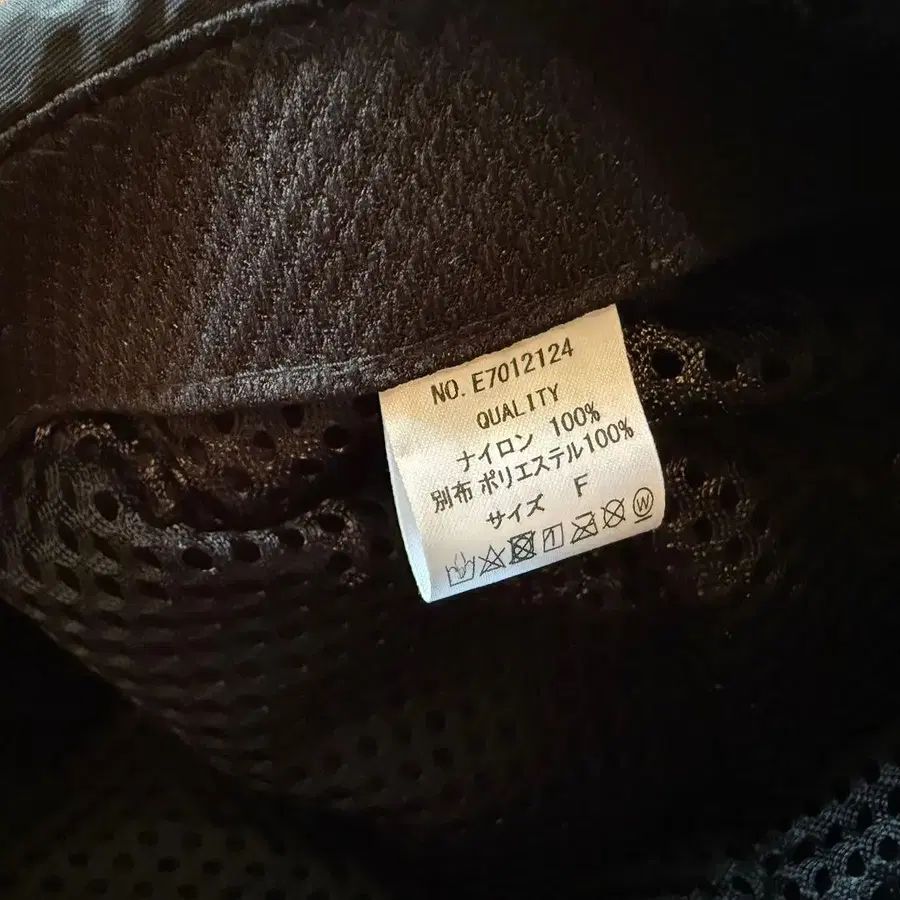 NO. E7012124
QUALITY
ナイロン 100%
別布 ポリエステル100%
サイズ F
W